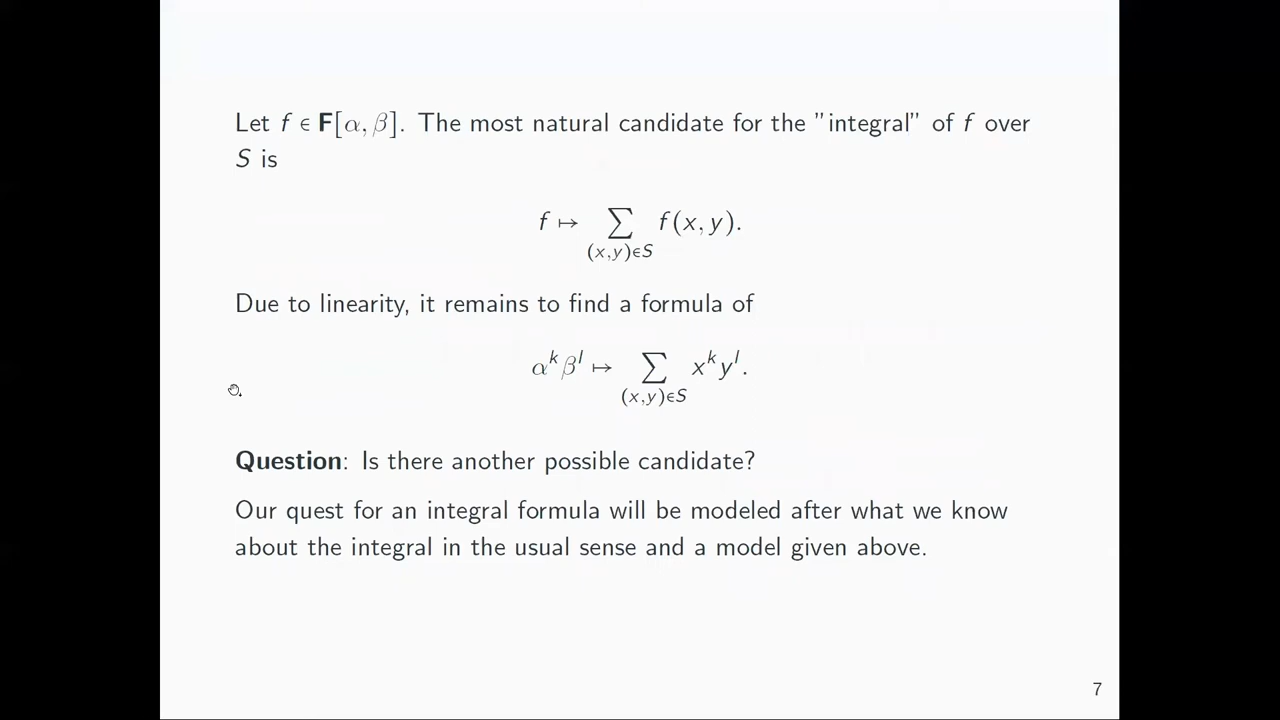 Let f ∈ F[α, β]. The most natural candidate for the ”integral” of f over
S is
f ↦ ∑ f(x, y).
(x,y)∈S
Due to linearity, it remains to find a formula of
α^k β^l ↦ ∑ x^k y^l.
(x,y)∈S
Question: Is there another possible candidate?
Our quest for an integral formula will be modeled after what we know
about the integral in the usual sense and a model given above.
7